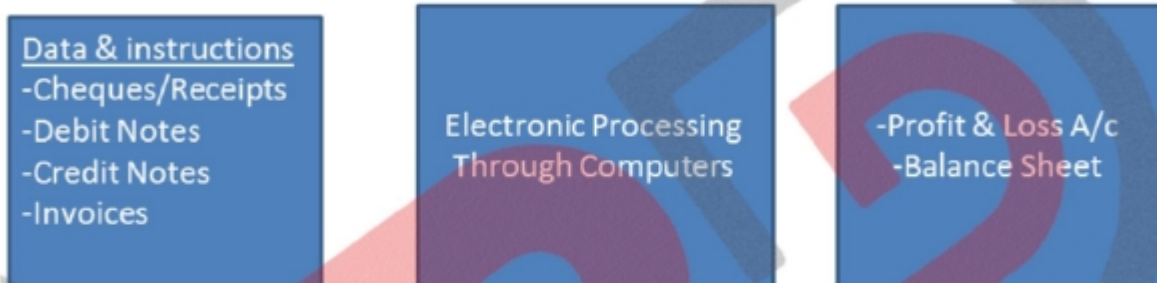 Data & instructions
-Cheques/Receipts
-Debit Notes
-Credit Notes
-Invoices
Electronic Processing
Through Computers
-Profit & Loss A/c
-Balance Sheet